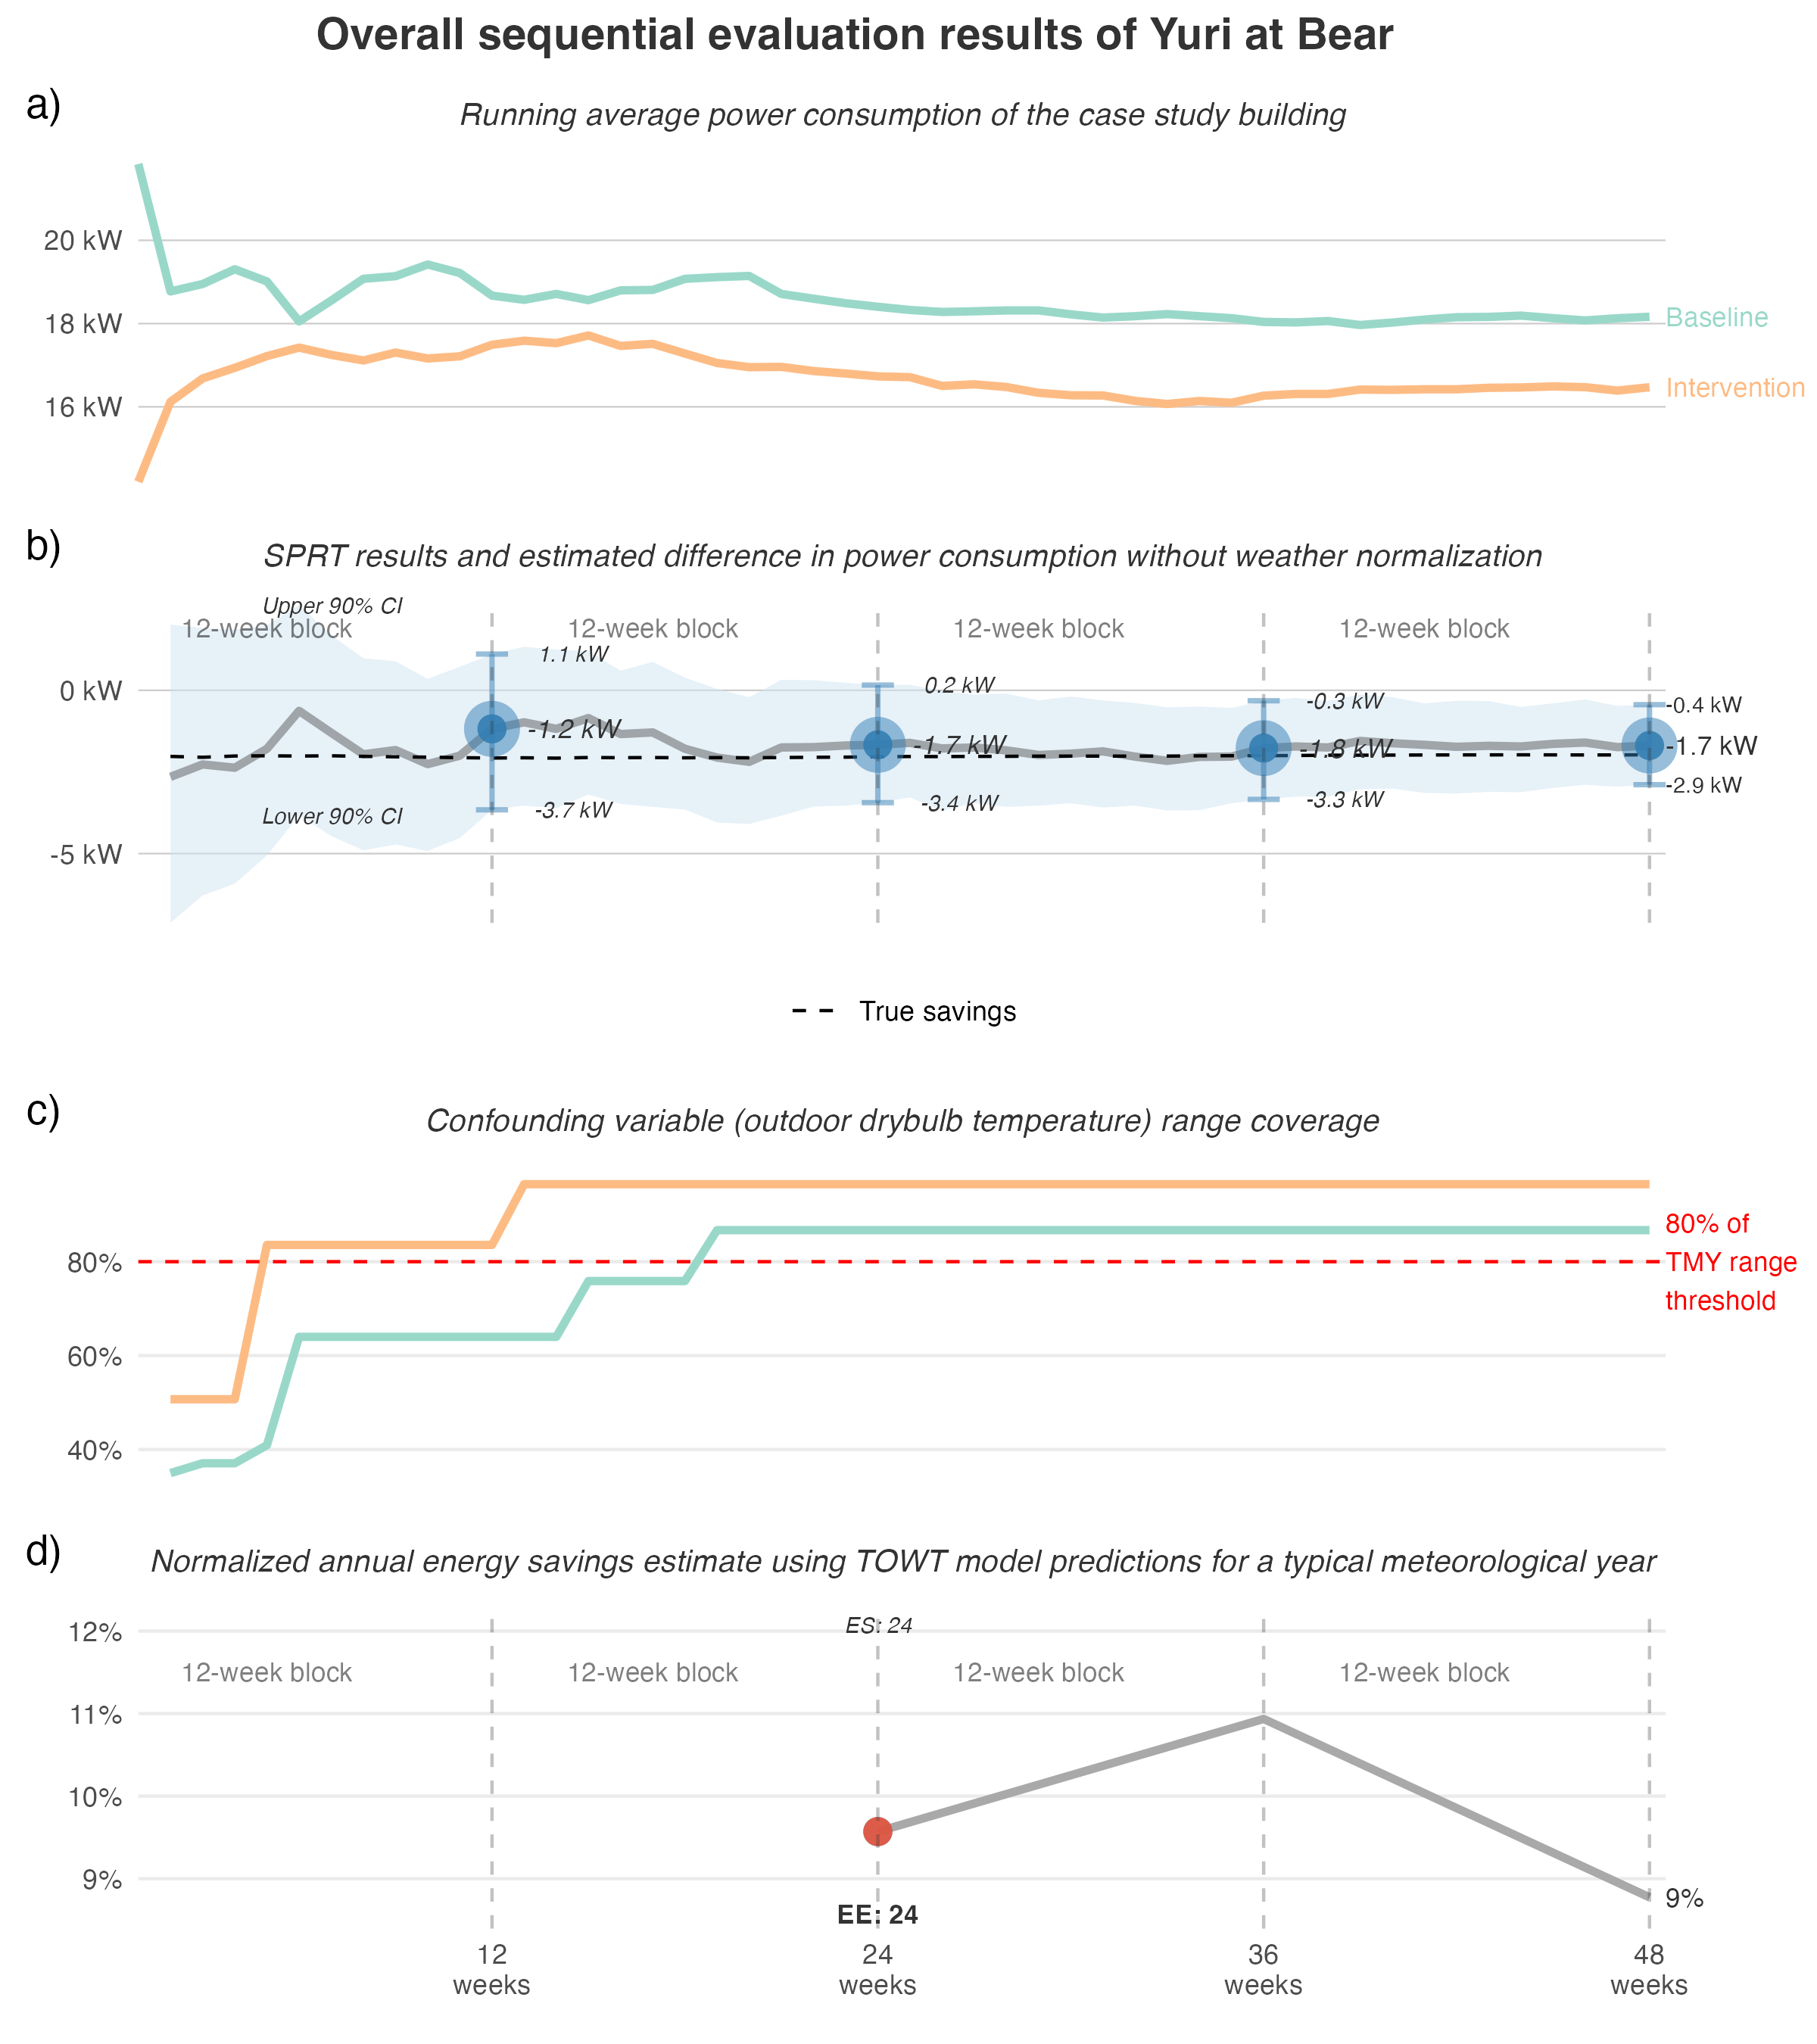 Overall sequential evaluation results of Yuri at Bear
a)
Running average power consumption of the case study building
20 kW
18 kW
16 kW
Baseline
Intervention
b)
SPRT results and estimated difference in power consumption without weather normalization
Upper 90% CI
12-week block
12-week block
12-week block
12-week block
1.1 kW
0.2 kW
-0.3 kW
-0.4 kW
0 kW
-1.2 kW
-1.7 kW
-1.8 kW
-1.7 kW
Lower 90% CI
-3.7 kW
-3.4 kW
-3.3 kW
-2.9 kW
-5 kW
True savings
c)
Confounding variable (outdoor drybulb temperature) range coverage
80%
60%
40%
80% of
TMY range
threshold
d)
Normalized annual energy savings estimate using TOWT model predictions for a typical meteorological year
ES: 24
12%
12-week block
12-week block
12-week block
12-week block
11%
10%
9%
9%
EE: 24
12
weeks
24
weeks
36
weeks
48
weeks